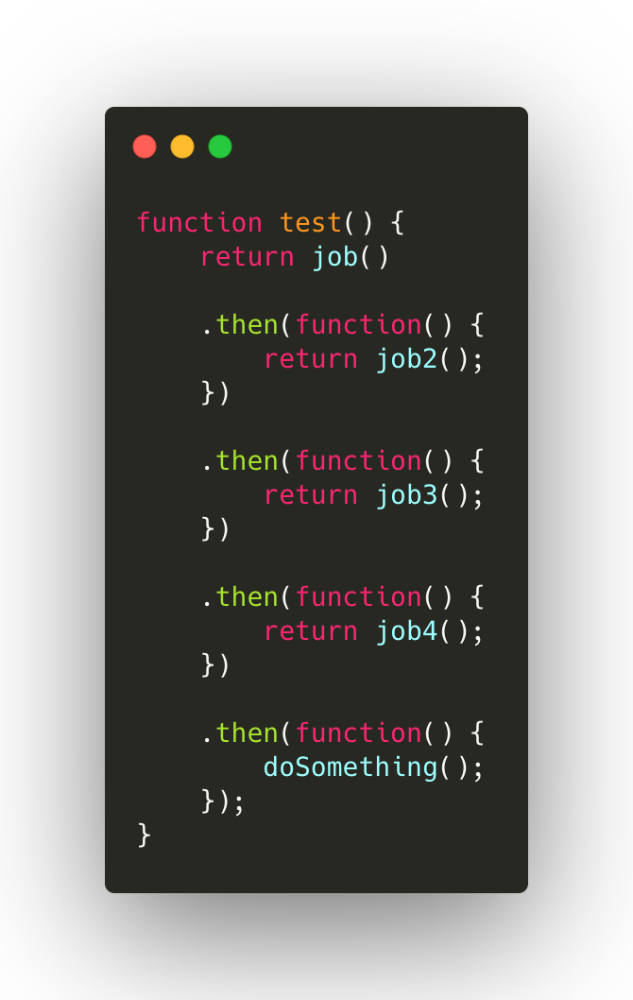 function test() {
    return job()

    .then(function() {
        return job2();
    })

    .then(function() {
        return job3();
    })

    .then(function() {
        return job4();
    })

    .then(function() {
        doSomething();
    });
}